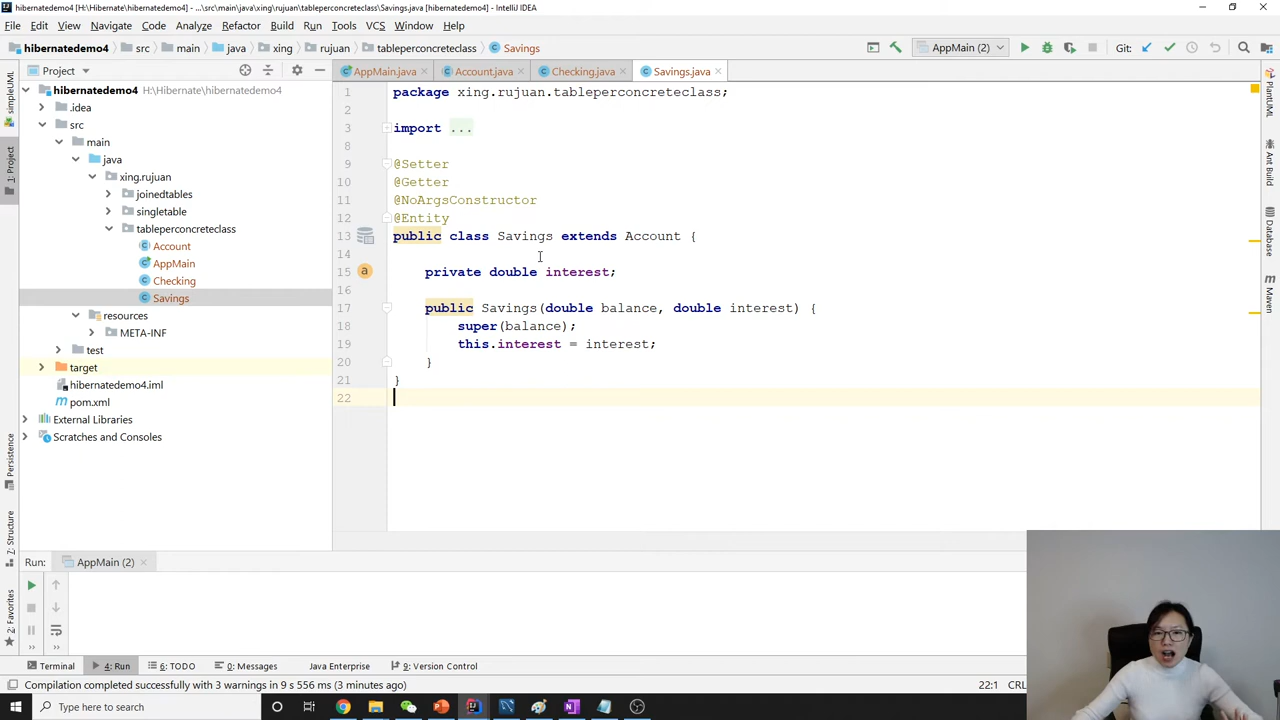 hibernatedemo4 [H:\Hibernate\hibernatedemo4] - ...\src\main\java\xing\rujuan\tableperconcreteclass\Savings.java [hibernatedemo4] - IntelliJ IDEA
File Edit View Navigate Code Analyze Refactor Build Run Tools VCS Window Help
hibernatedemo4 src main java xing rujuan tableperconcreteclass Savings AppMain (2) Git:
Project AppMain.java Account.java Checking.java Savings.java
hibernatedemo4 H:\Hibernate\hibernatedemo4
.idea
src
main
java
xing.rujuan
joinedtables
singletable
tableperconcreteclass
Account
AppMain
Checking
Savings
resources
META-INF
test
target
hibernatedemo4.iml
pom.xml
External Libraries
Scratches and Consoles
1 package xing.rujuan.tableperconcreteclass;
2
3 import ...
8
9 @Setter
10 @Getter
11 @NoArgsConstructor
12 @Entity
13 public class Savings extends Account {
14
15 private double interest;
16
17 public Savings(double balance, double interest) {
18 super(balance);
19 this.interest = interest;
20 }
21 }
22
simpleUML
1: Project
Persistence
Z: Structure
2: Favorites
PlantUML
Ant Build
Database
Run: AppMain (2)
Terminal 4: Run 6: TODO 0: Messages Java Enterprise 9: Version Control
Compilation completed successfully with 3 warnings in 9 s 556 ms (3 minutes ago) 22:1 CRL
Type here to search